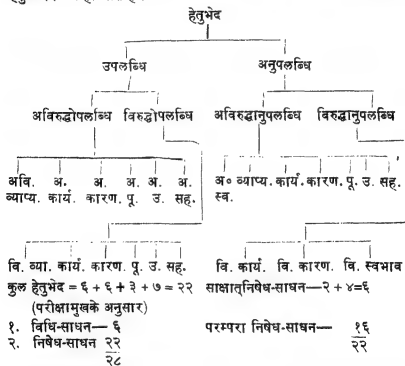 हेतुभेद
उपलब्धि अनुपलब्धि
अविरुद्धोपलब्धि विरुद्धोपलब्धि अविरुद्धानुपलब्धि विरुद्धानुपलब्धि
अवि. अ. अ. अ. अ. अ. अ० व्याप्य. कार्य. कारण. पू. उ. सह.
व्याप्य. कार्य. कारण. पू. उ. सह. स्व.
वि. व्या. कार्य. कारण. पू. उ. सह. वि. कार्य. वि. कारण. वि. स्वभाव
कुल हेतुभेद = ६ + ६ + ३ + ७ = २२ साक्षात्निषेध-साधन—२ + ४=६
(परीक्षामुखके अनुसार)
१. विधि-साधन— ६ परम्परा निषेध-साधन— १६
२. निषेध-साधन २२ २२
२८